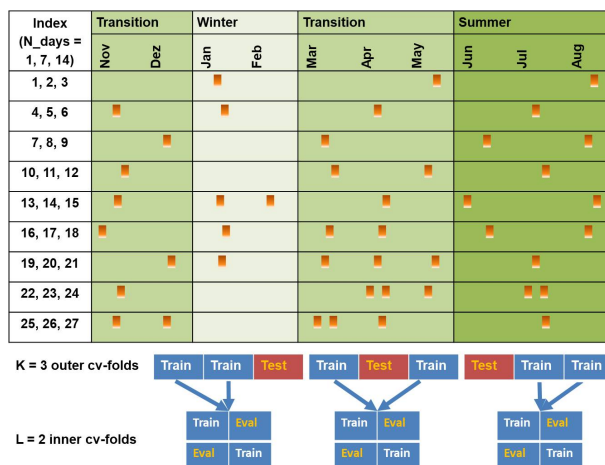 Index (N_days = 1, 7, 14)
Transition
Winter
Transition
Summer
Nov
Dez
Jan
Feb
Mar
Apr
May
Jun
Jul
Aug
1, 2, 3
4, 5, 6
7, 8, 9
10, 11, 12
13, 14, 15
16, 17, 18
19, 20, 21
22, 23, 24
25, 26, 27
K = 3 outer cv-folds
Train Train Test
Train Test Train
Test Train Train
L = 2 inner cv-folds
Train Eval
Eval Train
Train Eval
Eval Train
Train Eval
Eval Train